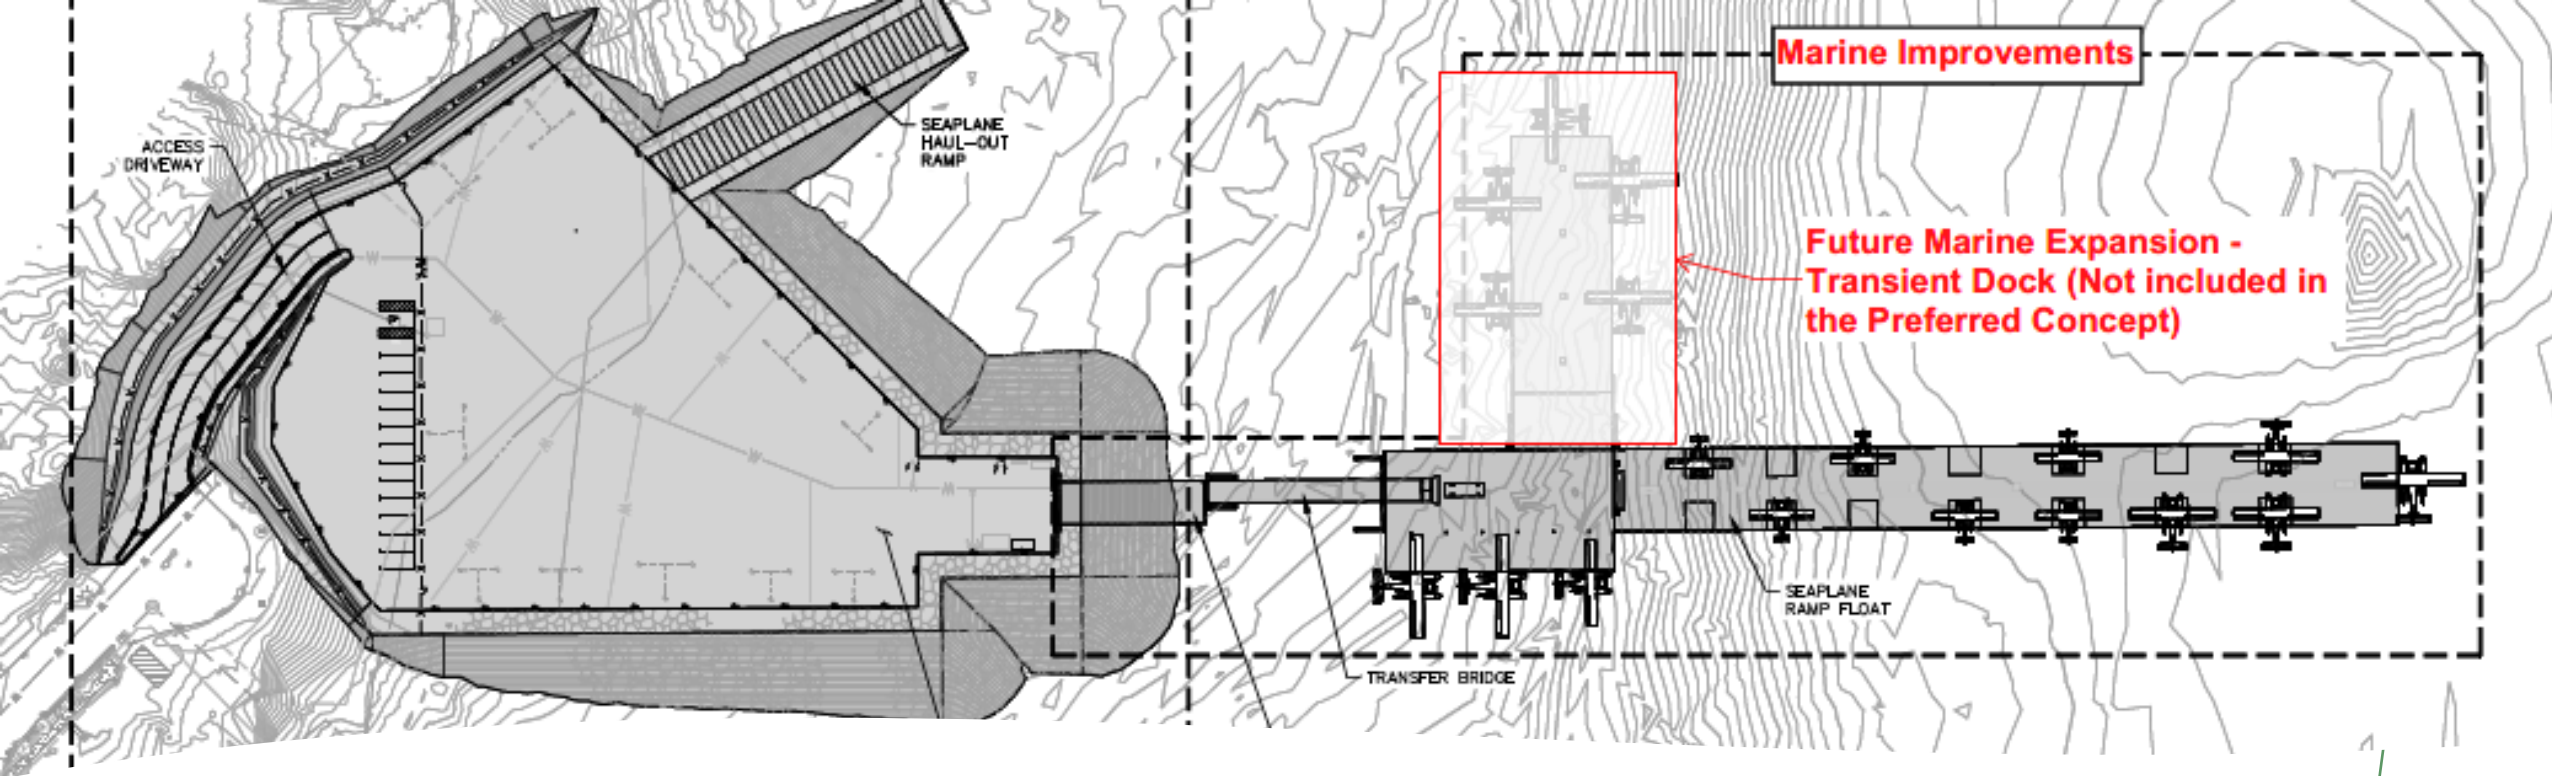 Marine Improvements
SEAPLANE
HAUL-OUT
RAMP
ACCESS
DRIVEWAY
Future Marine Expansion -
Transient Dock (Not included in
the Preferred Concept)
W
W
W
W
W
W
W
W
W
W
SEAPLANE
RAMP FLOAT
TRANSFER BRIDGE